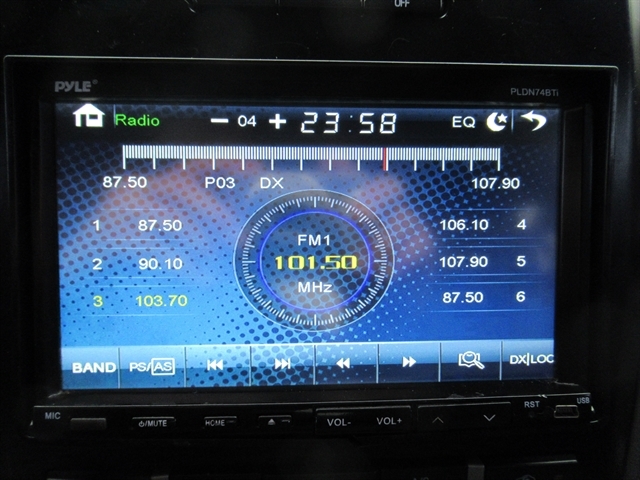 OFF
PYLE®
PLDN74BTi
Radio
04
23:58
EQ
87.50 P03 DX 107.90
1 87.50
2 90.10
3 103.70
FM1
101.50
MHz
106.10 4
107.90 5
87.50 6
BAND PS/AS DX|LOC
MIC
⏻/MUTE HOME VOL- VOL+ RST USB